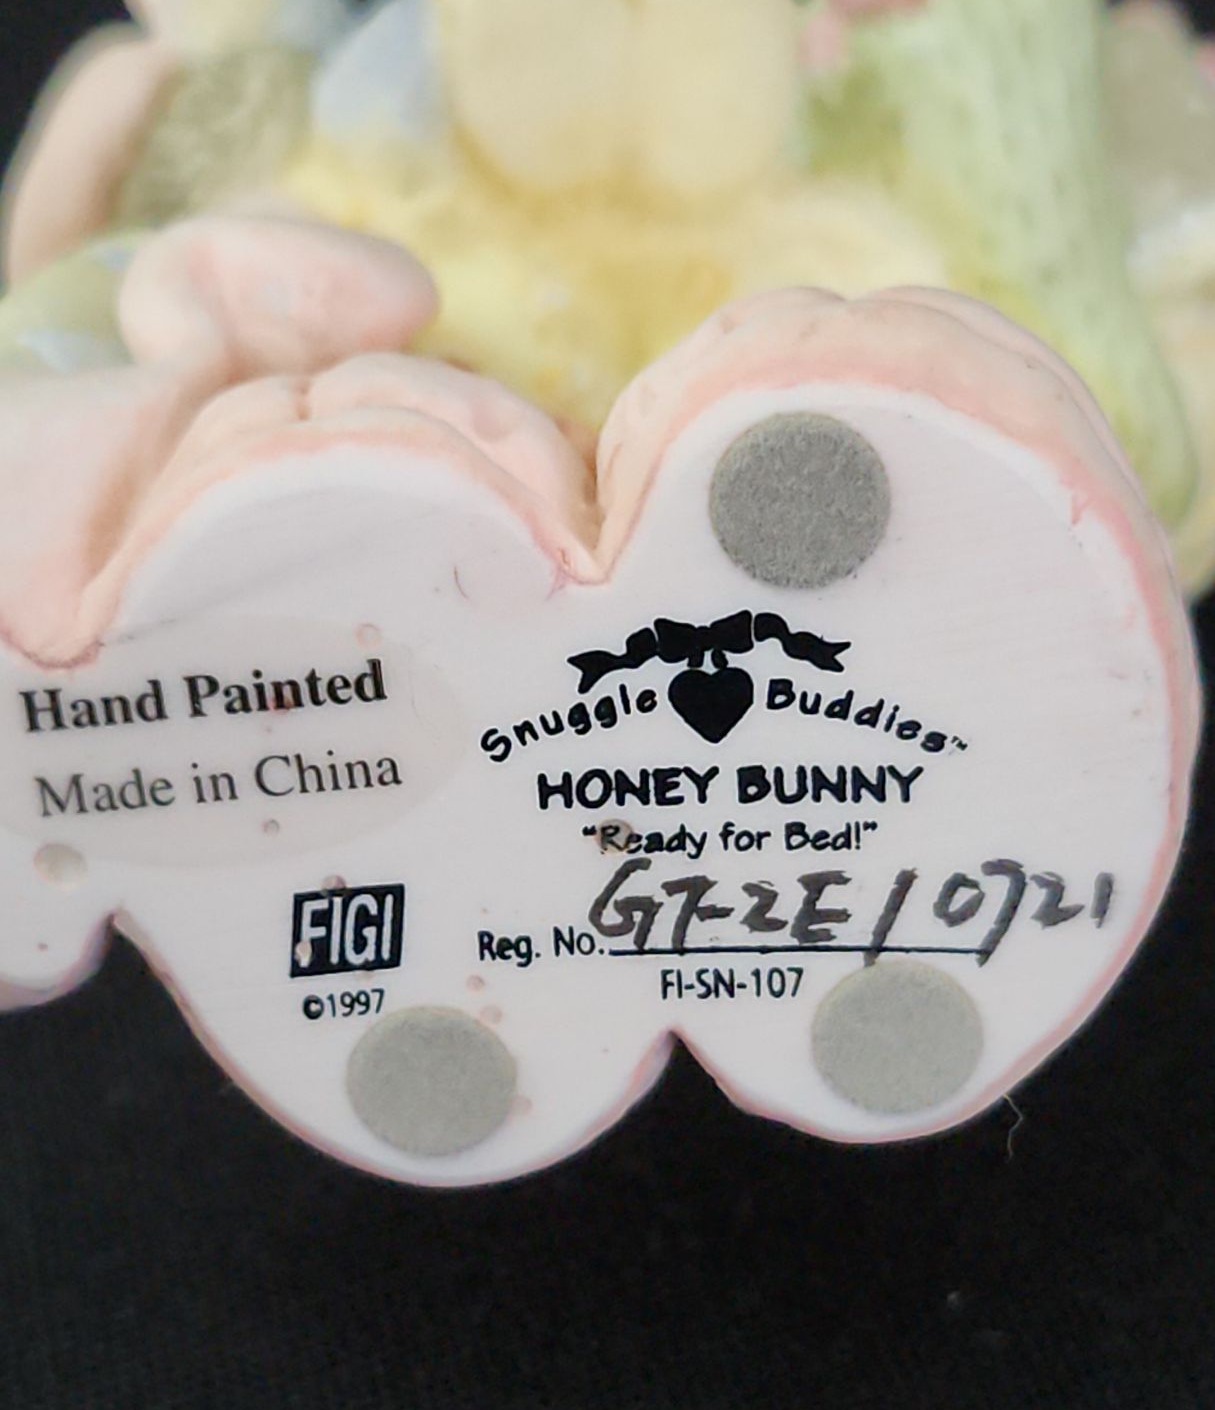 Snuggle Buddies™
HONEY BUNNY
"Ready for Bed!"
Reg. No. G7-2E/0721
FI-SN-107
Hand Painted
Made in China
FIGI
©1997